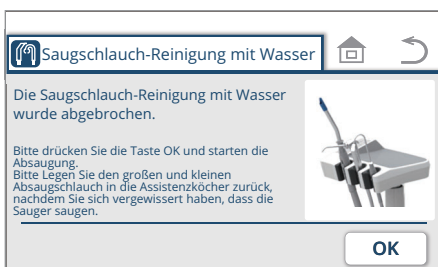 Saugschlauch-Reinigung mit Wasser
Die Saugschlauch-Reinigung mit Wasser
wurde abgebrochen.
Bitte drücken Sie die Taste OK und starten die
Absaugung.
Bitte Legen Sie den großen und kleinen
Absaugschlauch in die Assistenzköcher zurück,
nachdem Sie sich vergewissert haben, dass die
Sauger saugen.
OK